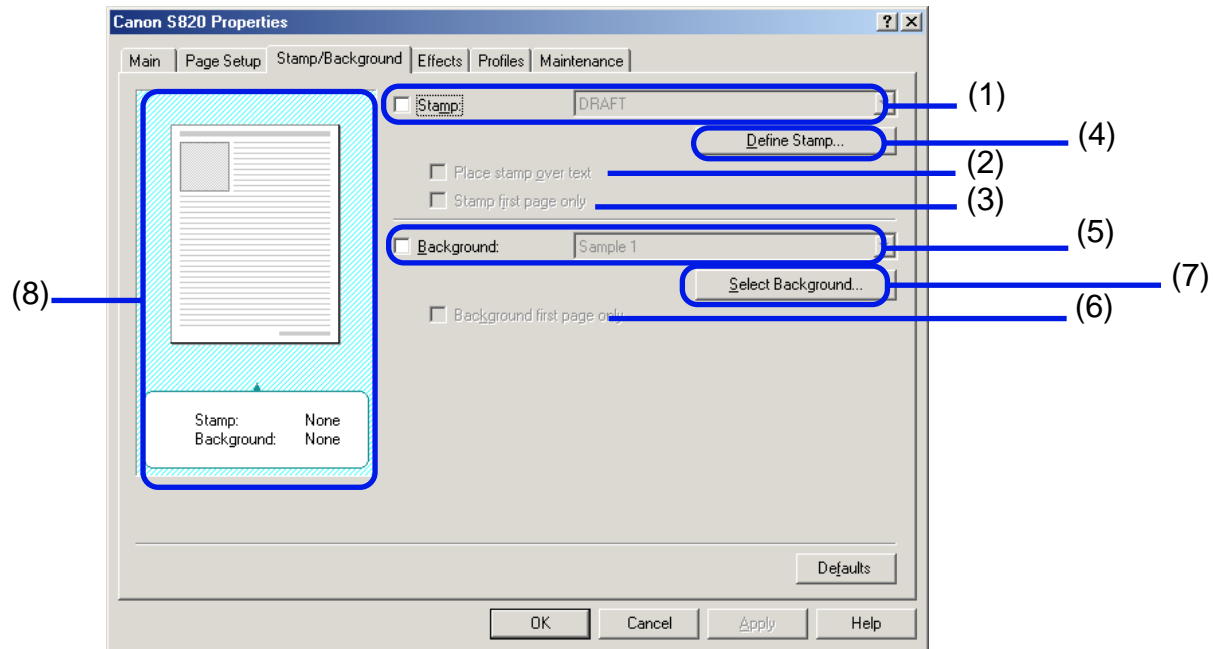 Canon S820 Properties
Main Page Setup Stamp/Background Effects Profiles Maintenance
Stamp: DRAFT (1)
Define Stamp... (4)
Place stamp over text (2)
Stamp first page only (3)
Background: Sample 1 (5)
Select Background... (7)
(8)
Background first page only (6)
Stamp: None
Background: None
Defaults
OK Cancel Apply Help